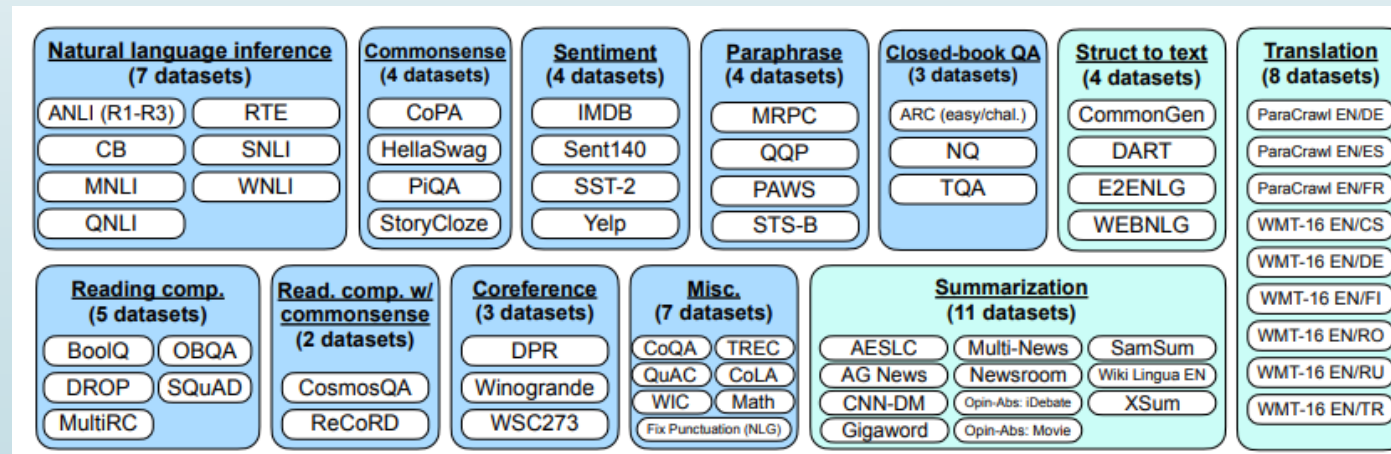 Natural language inference
(7 datasets)
ANLI (R1-R3) RTE
CB SNLI
MNLI WNLI
QNLI
Commonsense
(4 datasets)
CoPA
HellaSwag
PiQA
StoryCloze
Sentiment
(4 datasets)
IMDB
Sent140
SST-2
Yelp
Paraphrase
(4 datasets)
MRPC
QQP
PAWS
STS-B
Closed-book QA
(3 datasets)
ARC (easy/chal.)
NQ
TQA
Struct to text
(4 datasets)
CommonGen
DART
E2ENLG
WEBNLG
Translation
(8 datasets)
ParaCrawl EN/DE
ParaCrawl EN/ES
ParaCrawl EN/FR
WMT-16 EN/CS
WMT-16 EN/DE
WMT-16 EN/FI
WMT-16 EN/RO
WMT-16 EN/RU
WMT-16 EN/TR
Reading comp.
(5 datasets)
BoolQ OBQA
DROP SQuAD
MultiRC
Read. comp. w/
commonsense
(2 datasets)
CosmosQA
ReCoRD
Coreference
(3 datasets)
DPR
Winogrande
WSC273
Misc.
(7 datasets)
CoQA TREC
QuAC CoLA
WIC Math
Fix Punctuation (NLG)
Summarization
(11 datasets)
AESLC Multi-News SamSum
AG News Newsroom Wiki Lingua EN
CNN-DM Opin-Abs: iDebate XSum
Gigaword Opin-Abs: Movie